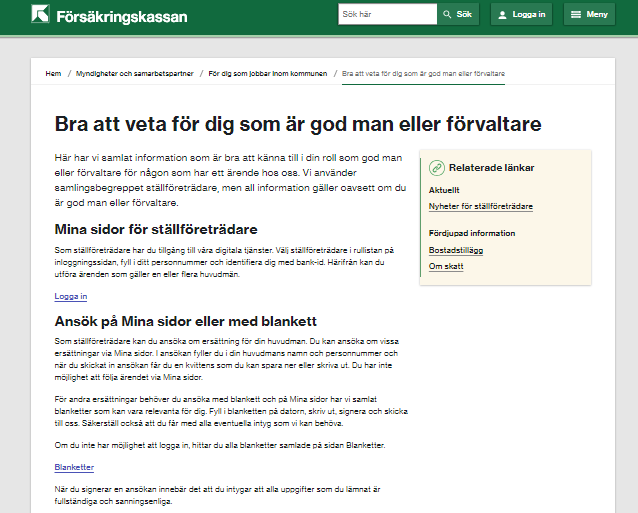 Försäkringskassan
Sök här
Sök
Logga in
Meny
Hem / Myndigheter och samarbetspartner / För dig som jobbar inom kommunen / Bra att veta för dig som är god man eller förvaltare
Bra att veta för dig som är god man eller förvaltare
Här har vi samlat information som är bra att känna till i din roll som god man
eller förvaltare för någon som har ett ärende hos oss. Vi använder
samlingsbegreppet ställföreträdare, men all information gäller oavsett om du
är god man eller förvaltare.
Mina sidor för ställföreträdare
Som ställföreträdare har du tillgång till våra digitala tjänster. Välj ställföreträdare i rullistan på
inloggningssidan, fyll i ditt personnummer och identifiera dig med bank-id. Härifrån kan du
utföra ärenden som gäller en eller flera huvudmän.
Logga in
Ansök på Mina sidor eller med blankett
Som ställföreträdare kan du ansöka om ersättning för din huvudman. Du kan ansöka om vissa
ersättningar via Mina sidor. I ansökan fyller du i din huvudmans namn och personnummer och
när du skickat in ansökan får du en kvittens som du kan spara ner eller skriva ut. Du har inte
möjlighet att följa ärendet via Mina sidor.
För andra ersättningar behöver du ansöka med blankett och på Mina sidor har vi samlat
blanketter som kan vara relevanta för dig. Fyll i blanketten på datorn, skriv ut, signera och skicka
till oss. Säkerställ också att du får med alla eventuella intyg som vi kan behöva.
Om du inte har möjlighet att logga in, hittar du alla blanketter samlade på sidan Blanketter.
Blanketter
När du signerar en ansökan innebär det att du intygar att alla uppgifter som du lämnat är
fullständiga och sanningsenliga.
Relaterade länkar
Aktuellt
Nyheter för ställföreträdare
Fördjupad information
Bostadstillägg
Om skatt